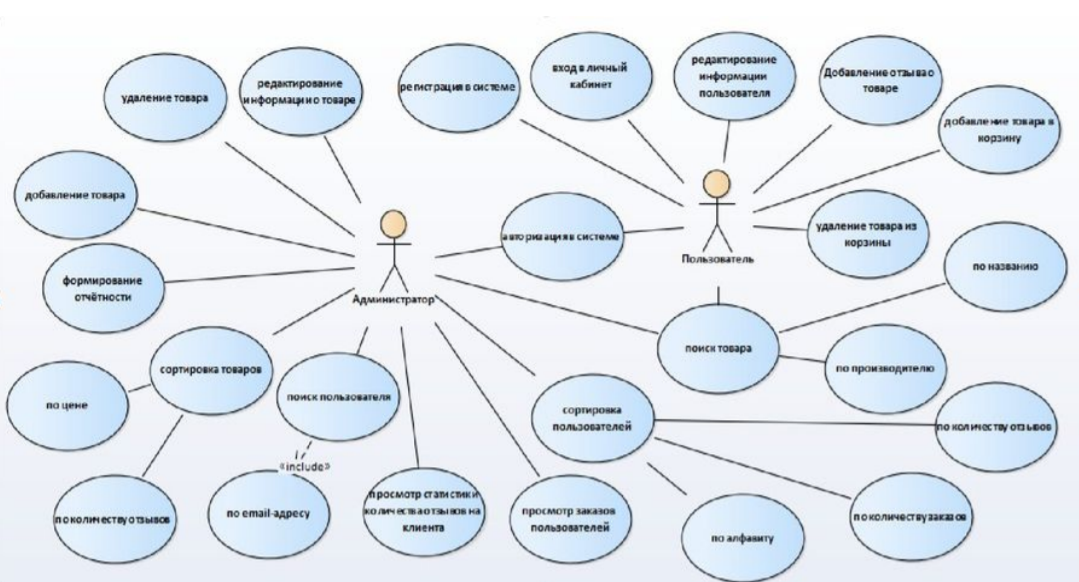 удаление товара
редактирование
информации о товаре
регистрация в системе
вход в личный
кабинет
редактирование
информации
пользователя
Добавление отзыва о
товаре
добавление товара в
корзину
добавление товара
авторизация в системе
Пользователь
удаление товара из
корзины
по названию
формирование
отчётности
Администратор
сортировка товаров
поиск пользователя
поиск товара
по производителю
по цене
сортировка
пользователей
по количеству отзывов
«include»
по количеству отзывов
по email-адресу
просмотр статистики
количества отзывов на
клиента
просмотр заказов
пользователей
по алфавиту
по количеству заказов